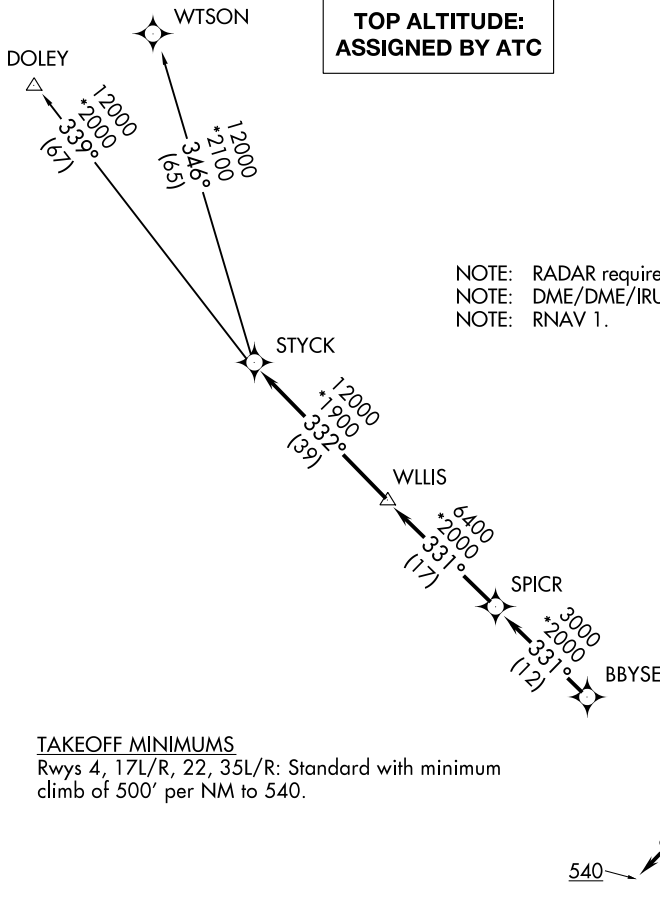 WTSON
TOP ALTITUDE:
ASSIGNED BY ATC
DOLEY
12000
*2000
339°
(67)
12000
*2100
346°
(65)
NOTE: RADAR require
NOTE: DME/DME/IRU
NOTE: RNAV 1.
STYCK
12000
*1900
332°
(39)
WLLIS
6400
*2000
331°
(17)
SPICR
3000
*2000
331°
(12)
BBYSE
TAKEOFF MINIMUMS
Rwys 4, 17L/R, 22, 35L/R: Standard with minimum
climb of 500' per NM to 540.
540